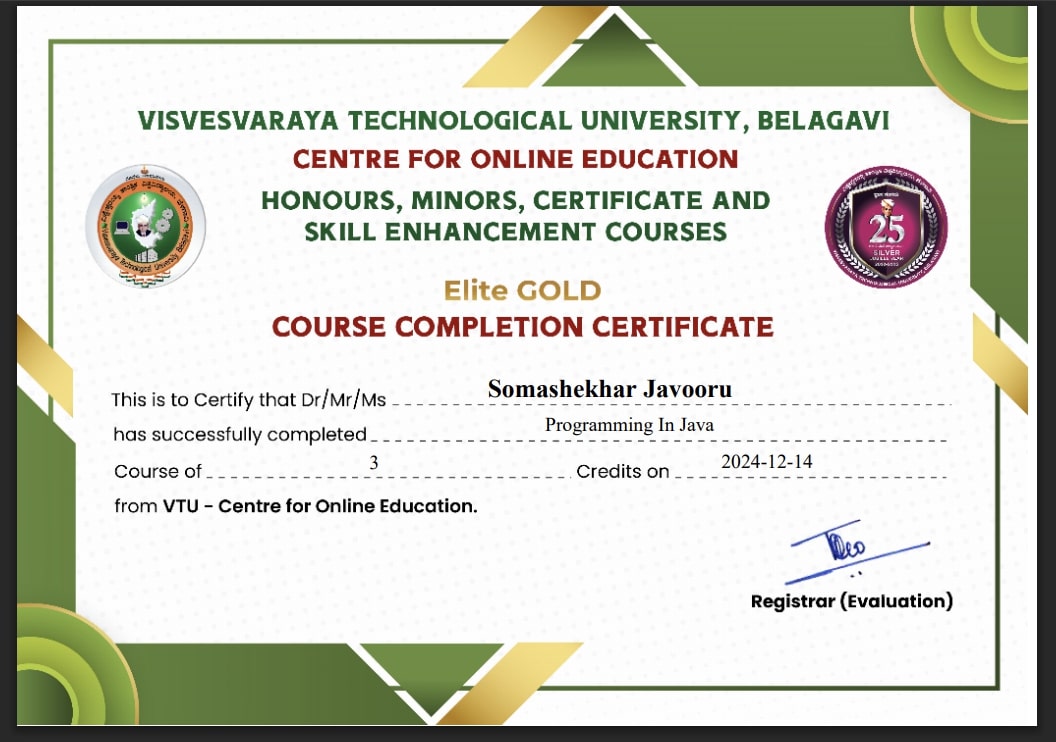 VISVESVARAYA TECHNOLOGICAL UNIVERSITY, BELAGAVI
CENTRE FOR ONLINE EDUCATION
HONOURS, MINORS, CERTIFICATE AND
SKILL ENHANCEMENT COURSES
25
SILVER
Elite GOLD
COURSE COMPLETION CERTIFICATE
This is to Certify that Dr/Mr/Ms Somashekhar Javooru
has successfully completed Programming In Java
Course of 3 Credits on 2024-12-14
from VTU - Centre for Online Education.
Registrar (Evaluation)